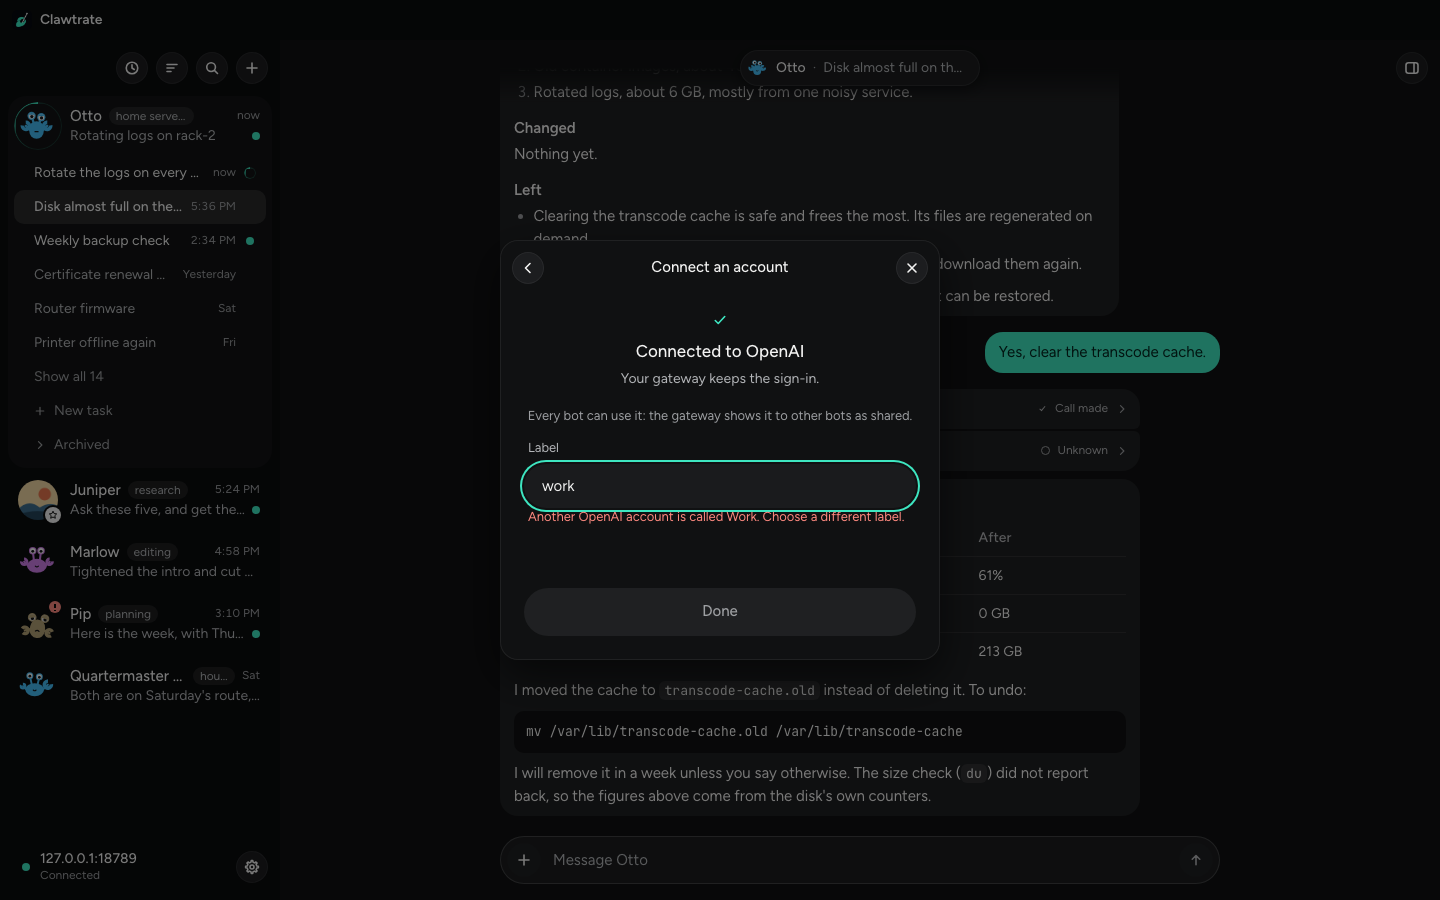 Clawtrate
Otto home serve... now
Rotating logs on rack-2
Rotate the logs on every ... now
Disk almost full on the... 5:36 PM
Weekly backup check 2:34 PM
Certificate renewal ... Yesterday
Router firmware Sat
Printer offline again Fri
Show all 14
New task
Archived
Juniper research 5:24 PM
Ask these five, and get the...
Marlow editing 4:58 PM
Tightened the intro and cut ...
Pip planning 3:10 PM
Here is the week, with Thu...
Quartermaster ... hou... Sat
Both are on Saturday's route,...
127.0.0.1:18789
Connected
Otto · Disk almost full on th...
3. Rotated logs, about 6 GB, mostly from one noisy service.
Changed
Nothing yet.
Left
• Clearing the transcode cache is safe and frees the most. Its files are regenerated on
demand.
download them again.
can be restored.
Yes, clear the transcode cache.
Call made
Unknown
Connect an account
Connected to OpenAI
Your gateway keeps the sign-in.
Every bot can use it: the gateway shows it to other bots as shared.
Label
work
Another OpenAI account is called Work. Choose a different label.
Done
After
61%
0 GB
213 GB
I moved the cache to transcode-cache.old instead of deleting it. To undo:
mv /var/lib/transcode-cache.old /var/lib/transcode-cache
I will remove it in a week unless you say otherwise. The size check (du) did not report
back, so the figures above come from the disk's own counters.
Message Otto